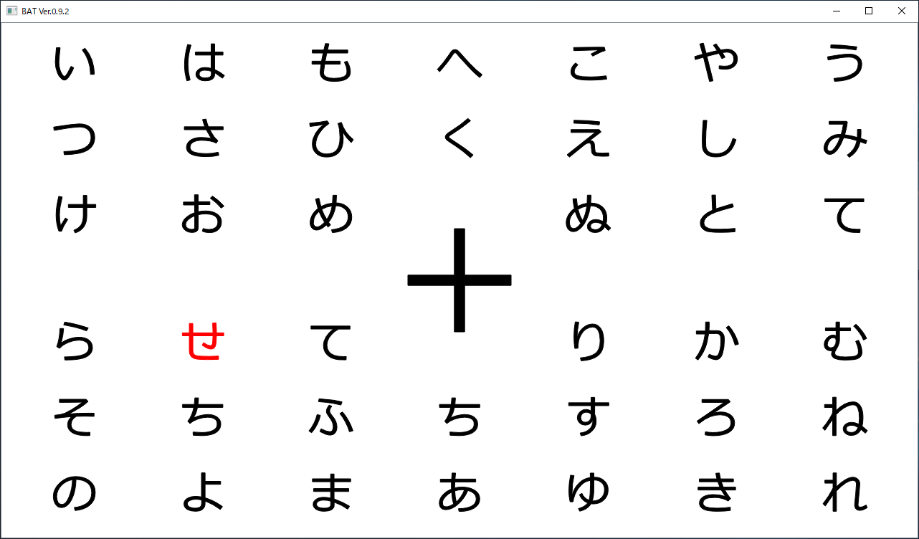 BAT Ver.0.9.2
い は も へ こ や う
つ さ ひ く え し み
け お め ぬ と て
ら せ て り か む
そ ち ふ ち す ろ ね
の よ ま あ ゆ き れ